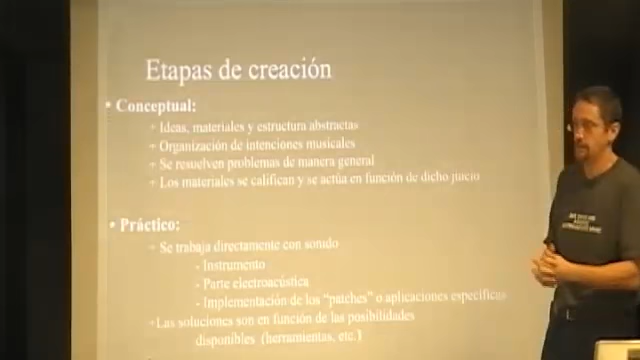 Etapas de creación
• Conceptual:
+ Ideas, materiales y estructura abstractas
+ Organización de intenciones musicales
+ Se resuelven problemas de manera general
+ Los materiales se califican y se actúa en función de dicho juicio
• Práctico:
+ Se trabaja directamente con sonido
- Instrumento
- Parte electroacústica
- Implementación de los "patches" o aplicaciones específicas
+Las soluciones son en función de las posibilidades
disponibles (herramientas, etc.)